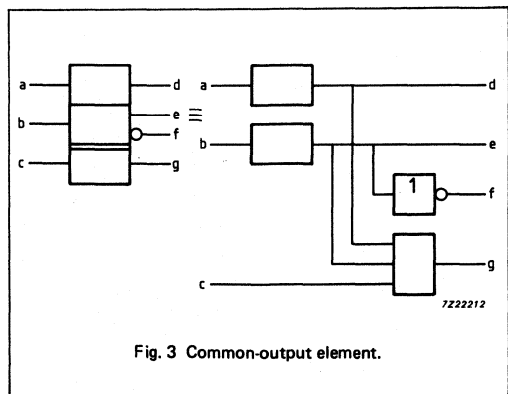 a
b
c
d
e
f
g
≡
a
b
c
1
d
e
f
g
7Z22212
Fig. 3 Common-output element.